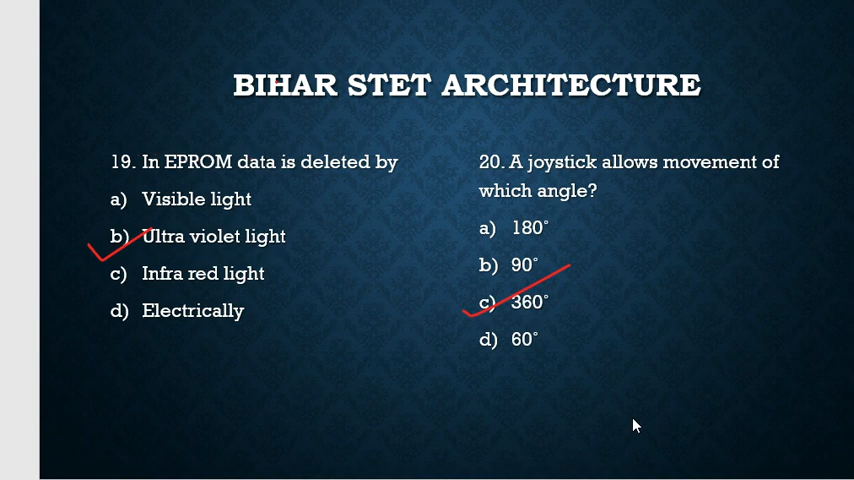 BIHAR STET ARCHITECTURE
19. In EPROM data is deleted by
a) Visible light
b) Ultra violet light
c) Infra red light
d) Electrically
20. A joystick allows movement of
which angle?
a) 180°
b) 90°
c) 360°
d) 60°